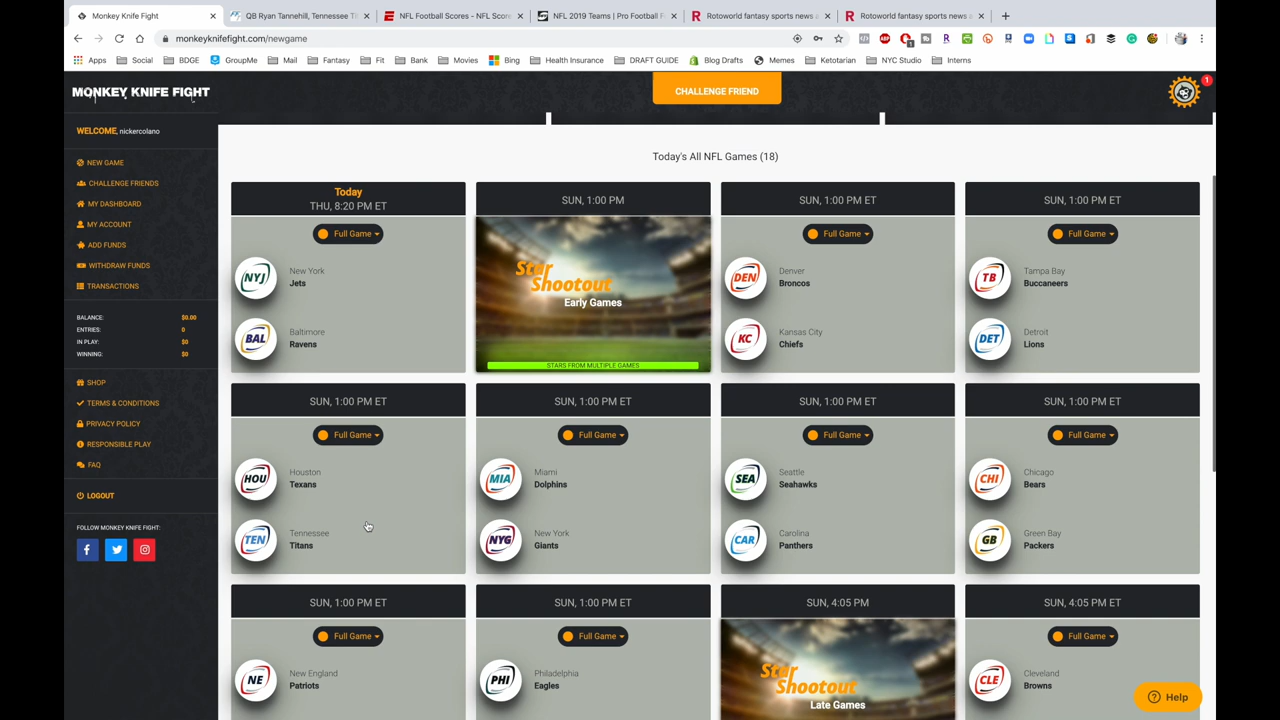 Monkey Knife Fight
QB Ryan Tannehill, Tennessee Ti
NFL Football Scores - NFL Score
NFL 2019 Teams | Pro Football F
Rotoworld fantasy sports news a
Rotoworld fantasy sports news a
monkeyknifefight.com/newgame
Apps Social BDGE GroupMe Mail Fantasy Fit Bank Movies Bing Health Insurance DRAFT GUIDE Blog Drafts Memes Ketotarian NYC Studio Interns
MONKEY KNIFE FIGHT
CHALLENGE FRIEND
1
WELCOME, nickercolano
NEW GAME
CHALLENGE FRIENDS
MY DASHBOARD
MY ACCOUNT
ADD FUNDS
WITHDRAW FUNDS
TRANSACTIONS
BALANCE: $0.00
ENTRIES: 0
IN PLAY: $0
WINNING: $0
SHOP
TERMS & CONDITIONS
PRIVACY POLICY
RESPONSIBLE PLAY
FAQ
LOGOUT
FOLLOW MONKEY KNIFE FIGHT:
Today's All NFL Games (18)
Today
THU, 8:20 PM ET
Full Game
NYJ
New York
Jets
BAL
Baltimore
Ravens
SUN, 1:00 PM
Star
Shootout
Early Games
STARS FROM MULTIPLE GAMES
SUN, 1:00 PM ET
Full Game
DEN
Denver
Broncos
KC
Kansas City
Chiefs
SUN, 1:00 PM ET
Full Game
TB
Tampa Bay
Buccaneers
DET
Detroit
Lions
SUN, 1:00 PM ET
Full Game
HOU
Houston
Texans
TEN
Tennessee
Titans
SUN, 1:00 PM ET
Full Game
MIA
Miami
Dolphins
NYG
New York
Giants
SUN, 1:00 PM ET
Full Game
SEA
Seattle
Seahawks
CAR
Carolina
Panthers
SUN, 1:00 PM ET
Full Game
CHI
Chicago
Bears
GB
Green Bay
Packers
SUN, 1:00 PM ET
Full Game
NE
New England
Patriots
SUN, 1:00 PM ET
Full Game
PHI
Philadelphia
Eagles
SUN, 4:05 PM
Star
Shootout
Late Games
SUN, 4:05 PM ET
Full Game
CLE
Cleveland
Browns
Help